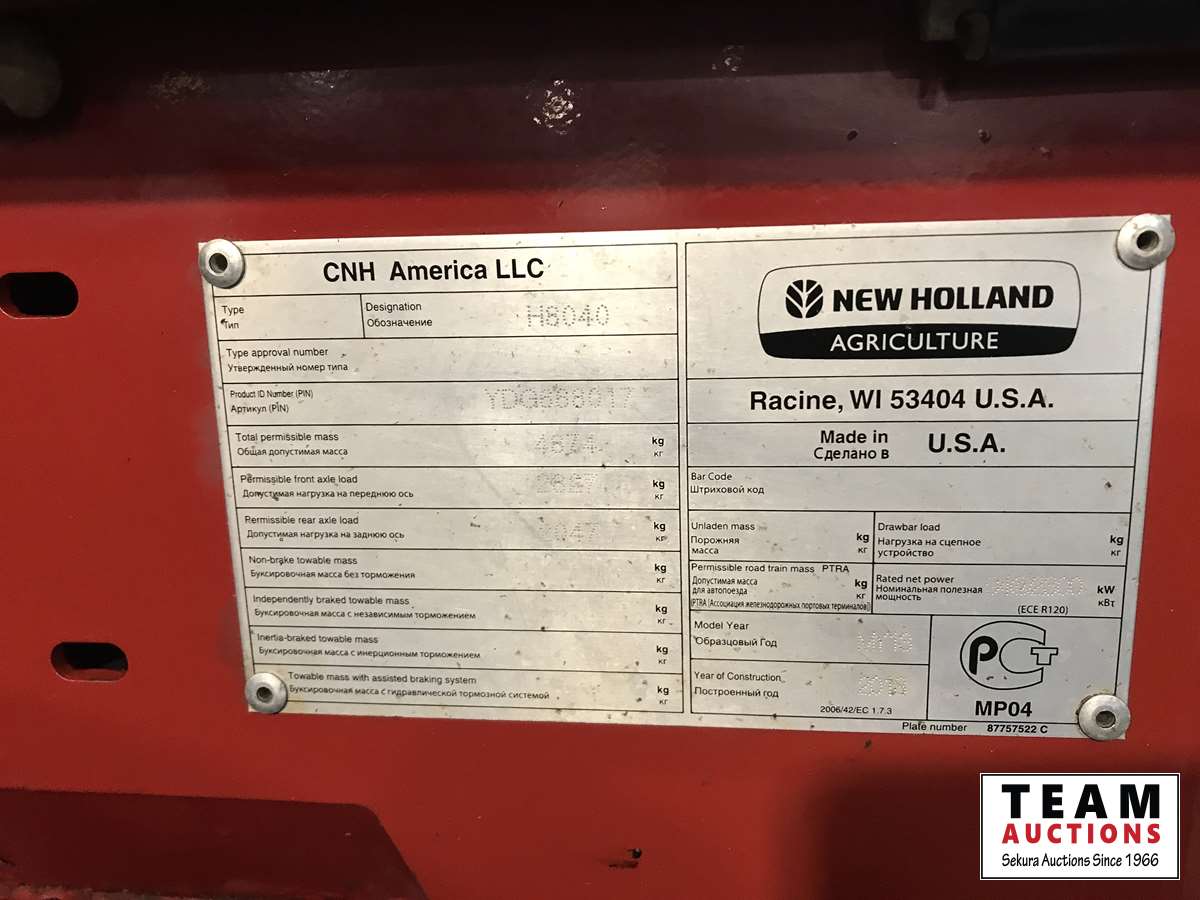 CNH America LLC
Type
Тип
Designation
Обозначение
H8040
Type approval number
Утвержденный номер типа
Product ID Number (PIN)
Артикул (PIN)
Total permissible mass
Общая допустимая масса
kg
кг
Permissible front axle load
Допустимая нагрузка на переднюю ось
kg
кг
Rermissible rear axle load
Допустимая нагрузка на заднюю ось
kg
кг
Non-brake towable mass
Буксировочная масса без торможения
kg
кг
Independently braked towable mass
Буксировочная масса с независимым торможением
kg
кг
Inertia-braked towable mass
Буксировочная масса с инерционным торможением
kg
кг
Towable mass with assisted braking system
Буксировочная масса с гидравлической тормозной системой
kg
кг
NEW HOLLAND
AGRICULTURE
Racine, WI 53404 U.S.A.
Made in
Сделано в
U.S.A.
Bar Code
Штриховой код
Unladen mass
Порожняя
масса
kg
кг
Drawbar load
Нагрузка на сцепное
устройство
kg
кг
Permissible road train mass PTRA
Допустимая масса
для автопоезда
(PTRA (Ассоциация железнодорожных портовых терминалов))
kg
кг
Rated net power
Номинальная полезная
мощность
kW
кВт
(ECE R120)
Model Year
Образцовый Год
Year of Construction
Построенный год
2006/42/EC 1.7.3
РСТ
MP04
Plate number 87757522 C
TEAM
AUCTIONS
Sekura Auctions Since 1966